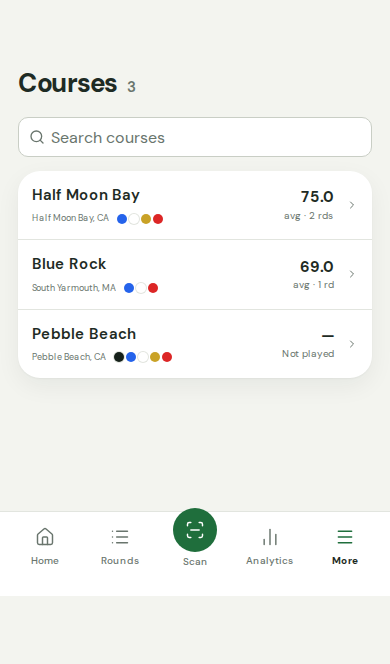 Courses 3
Search courses
Half Moon Bay 75.0
Half Moon Bay, CA avg · 2 rds
Blue Rock 69.0
South Yarmouth, MA avg · 1 rd
Pebble Beach —
Pebble Beach, CA Not played
Home Rounds Scan Analytics More